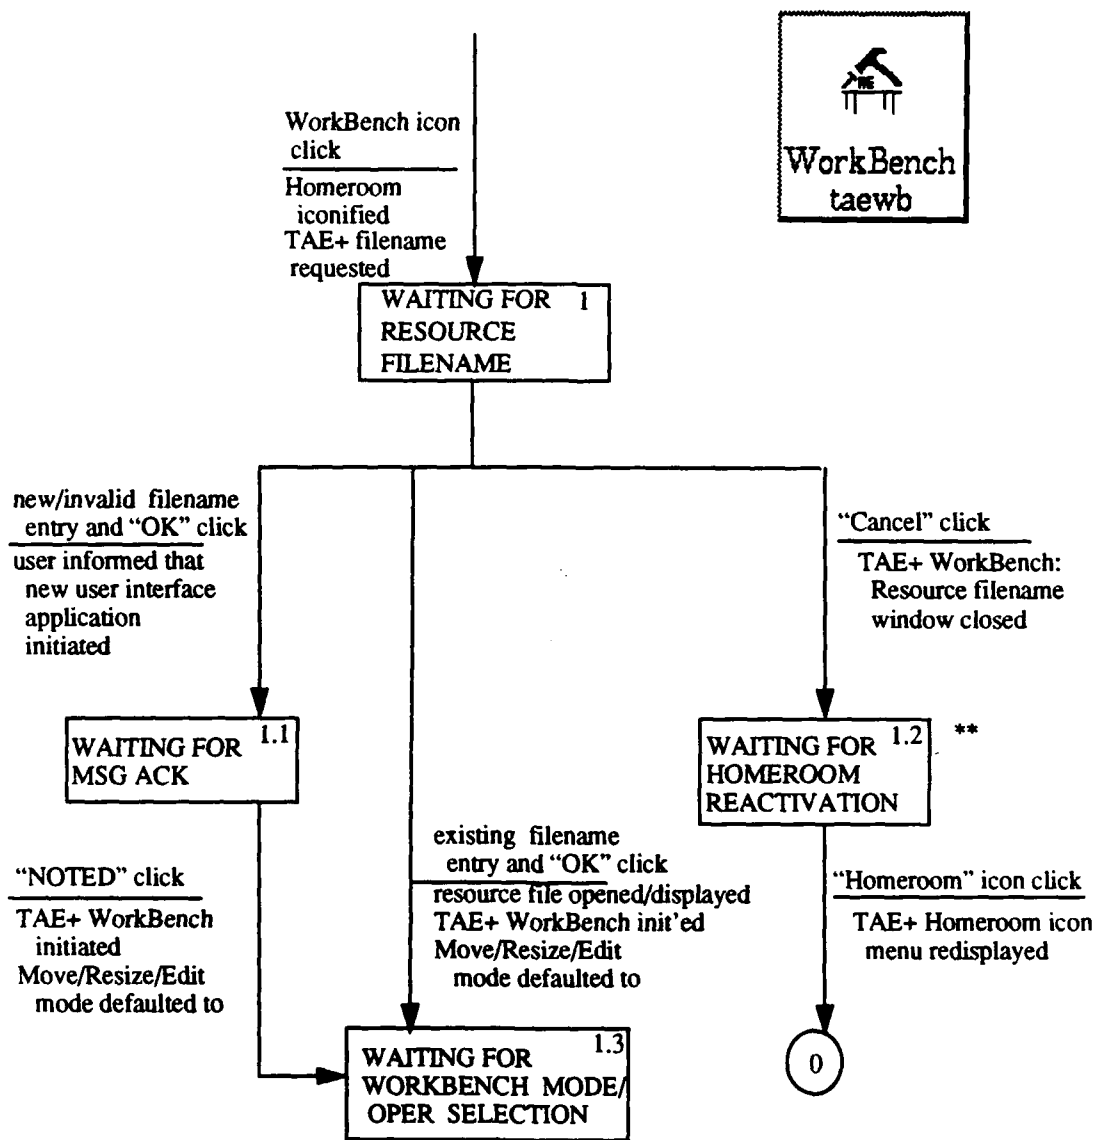 WorkBench icon
click
Homeroom
iconified
TAE+ filename
requested
WorkBench
taewb
WAITING FOR 1
RESOURCE
FILENAME
new/invalid filename
entry and “OK” click
user informed that
new user interface
application
initiated
“Cancel” click
TAE+ WorkBench:
Resource filename
window closed
WAITING FOR 1.1
MSG ACK
WAITING FOR 1.2 **
HOMEROOM
REACTIVATION
“NOTED” click
TAE+ WorkBench
initiated
Move/Resize/Edit
mode defaulted to
existing filename
entry and “OK” click
resource file opened/displayed
TAE+ WorkBench init'ed
Move/Resize/Edit
mode defaulted to
“Homeroom” icon click
TAE+ Homeroom icon
menu redisplayed
WAITING FOR 1.3
WORKBENCH MODE/
OPER SELECTION
0